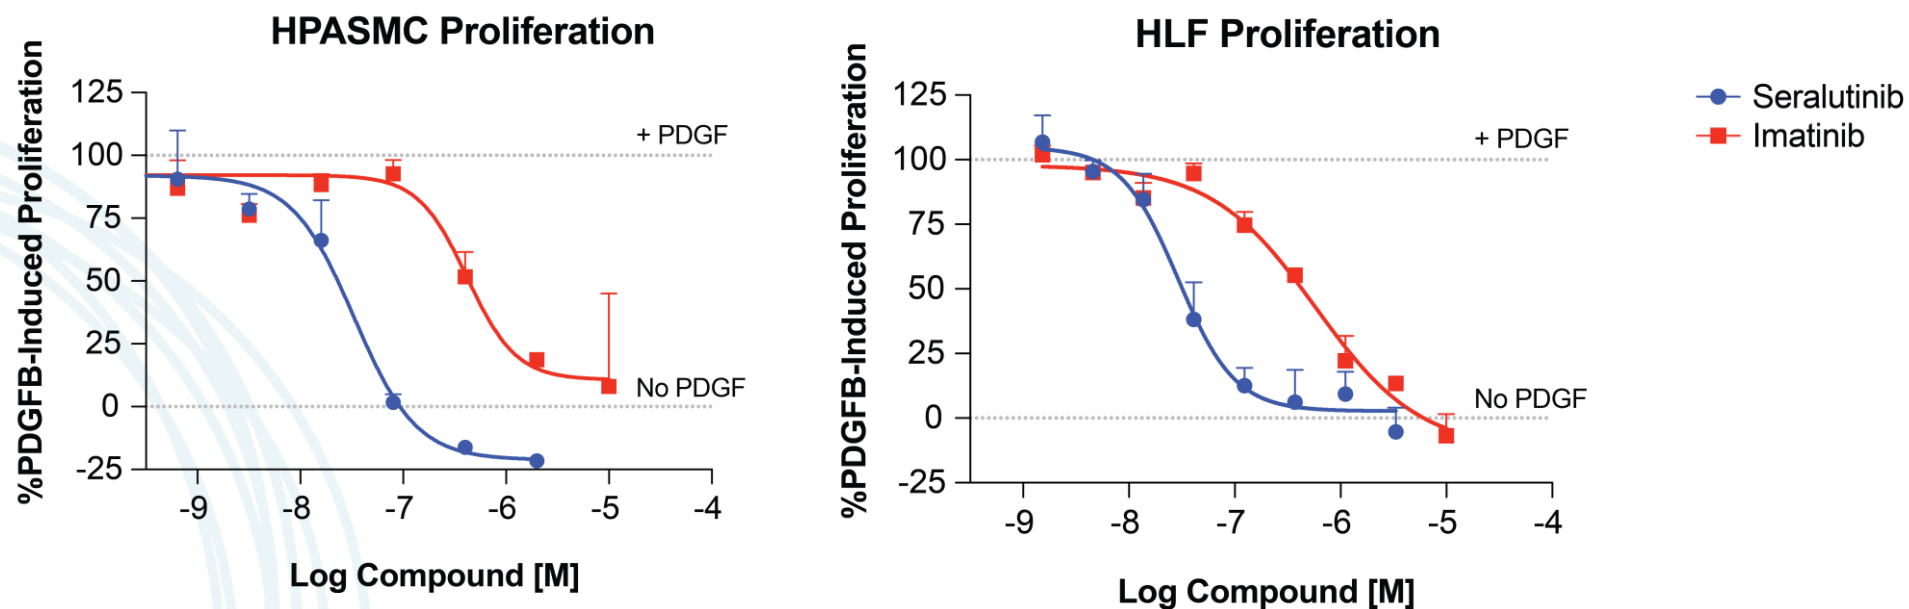 HPASMC Proliferation
%PDGFB-Induced Proliferation
125
100
75
50
25
0
-25
+ PDGF
No PDGF
-9
-8
-7
-6
-5
-4
Log Compound [M]
HLF Proliferation
%PDGFB-Induced Proliferation
125
100
75
50
25
0
-25
+ PDGF
No PDGF
-9
-8
-7
-6
-5
-4
Log Compound [M]
Seralutinib
Imatinib